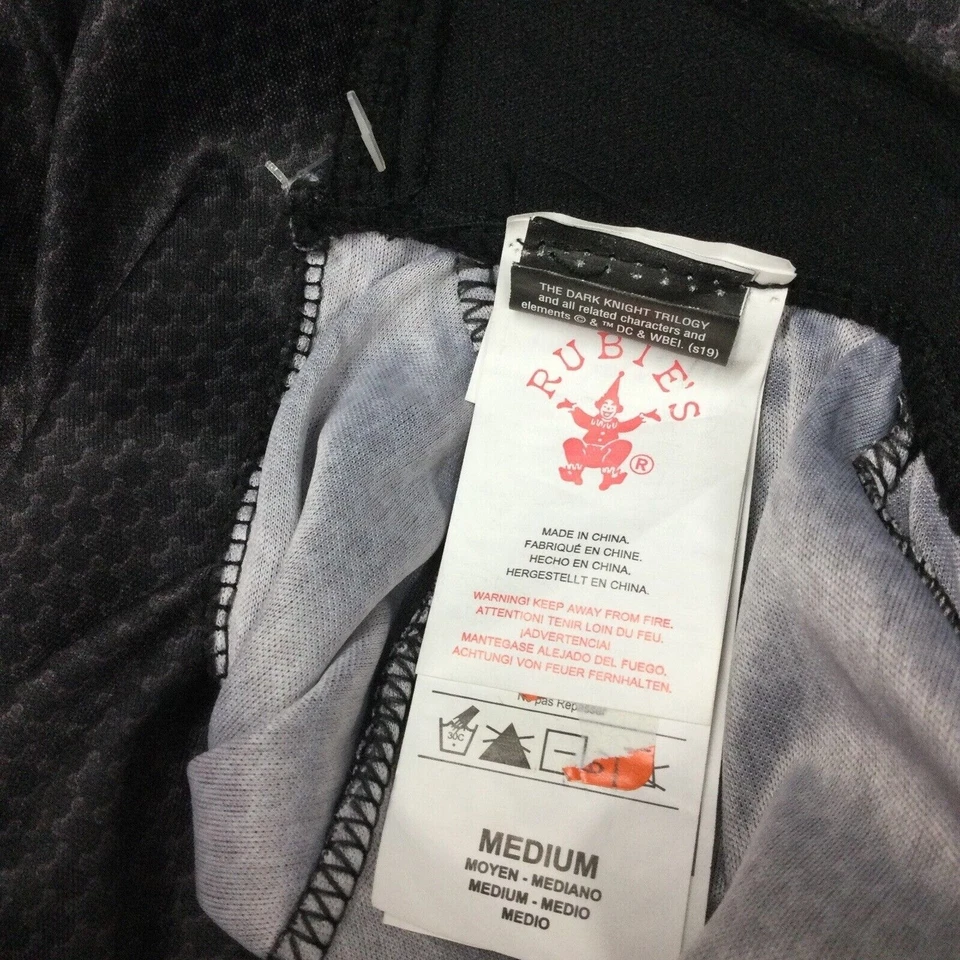 THE DARK KNIGHT TRILOGY
and all related characters and
elements © & ™ DC & WBEI. (s19)
RUBIE'S
®
MADE IN CHINA.
FABRIQUÉ EN CHINE.
HECHO EN CHINA.
HERGESTELLT EN CHINA.
WARNING! KEEP AWAY FROM FIRE.
ATTENTION! TENIR LOIN DU FEU.
¡ADVERTENCIA!
MANTEGASE ALEJADO DEL FUEGO.
ACHTUNG! VON FEUER FERNHALTEN.
pas Repasser
30C
MEDIUM
MOYEN - MEDIANO
MEDIUM - MEDIO
MEDIO